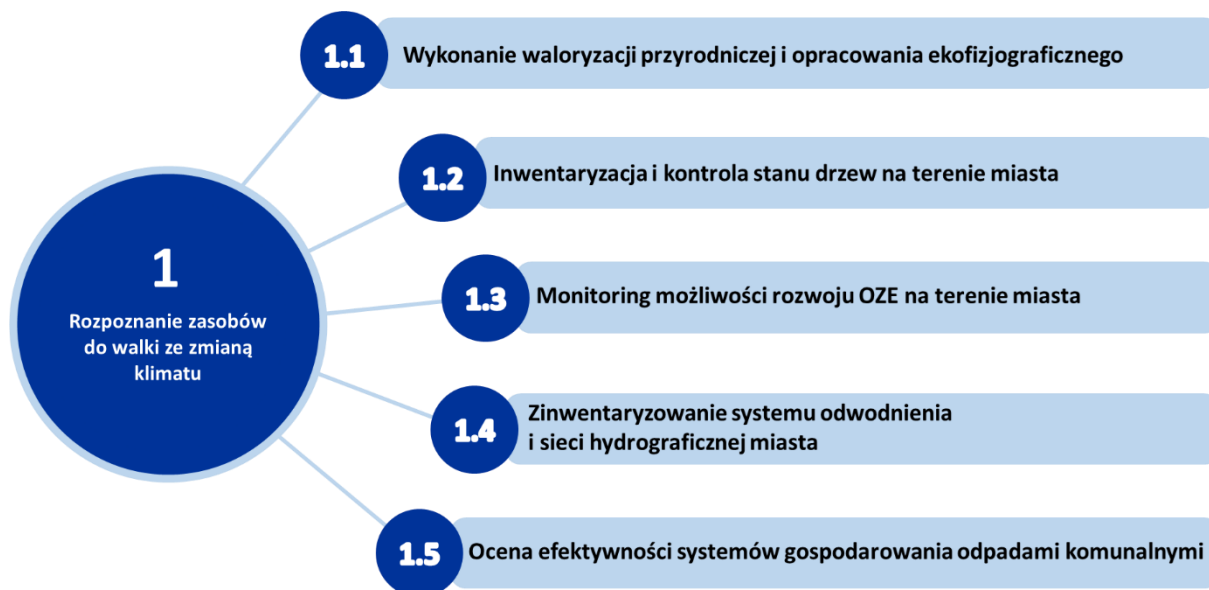 1
Rozpoznanie zasobów
do walki ze zmianą
klimatu
1.1
Wykonanie waloryzacji przyrodniczej i opracowania ekofizjograficznego
1.2
Inwentaryzacja i kontrola stanu drzew na terenie miasta
1.3
Monitoring możliwości rozwoju OZE na terenie miasta
1.4
Zinwentaryzowanie systemu odwodnienia
i sieci hydrograficznej miasta
1.5
Ocena efektywności systemów gospodarowania odpadami komunalnymi